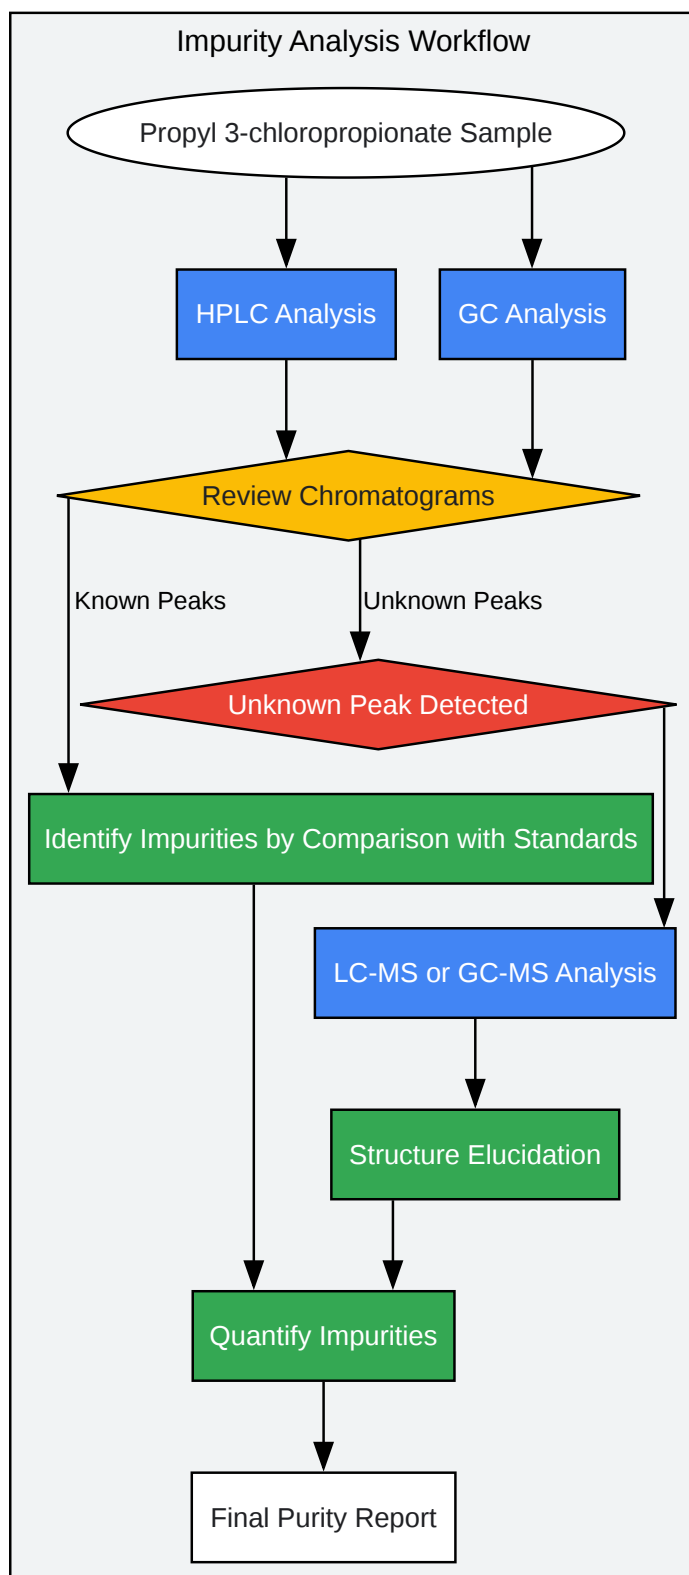 Impurity Analysis Workflow
Propyl 3-chloropropionate Sample
HPLC Analysis
GC Analysis
Review Chromatograms
Known Peaks
Unknown Peaks
Unknown Peak Detected
Identify Impurities by Comparison with Standards
LC-MS or GC-MS Analysis
Structure Elucidation
Quantify Impurities
Final Purity Report